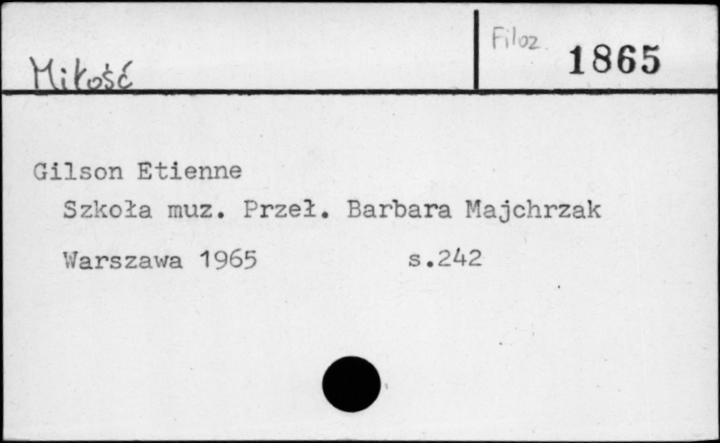 Miłość
Filoz. 1865
Gilson Etienne
Szkoła muz. Przeł. Barbara Majchrzak
Warszawa 1965 s.242